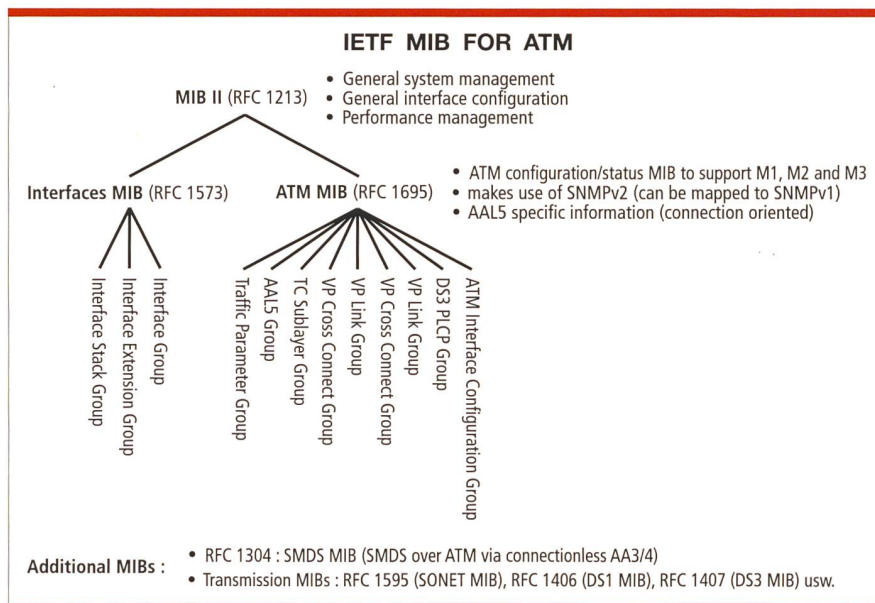 IETF MIB FOR ATM
MIB II (RFC 1213)
• General system management
• General interface configuration
• Performance management
Interfaces MIB (RFC 1573)
ATM MIB (RFC 1695)
• ATM configuration/status MIB to support M1, M2 and M3
• makes use of SNMPv2 (can be mapped to SNMPv1)
• AAL5 specific information (connection oriented)
Interface Stack Group
Interface Extension Group
Interface Group
Traffic Parameter Group
AAL5 Group
TC Sublayer Group
VP Cross Connect Group
VP Link Group
VP Cross Connect Group
VP Link Group
DS3 PLCP Group
ATM Interface Configuration Group
Additional MIBs :
• RFC 1304 : SMDS MIB (SMDS over ATM via connectionless AA3/4)
• Transmission MIBs : RFC 1595 (SONET MIB), RFC 1406 (DS1 MIB), RFC 1407 (DS3 MIB) usw.